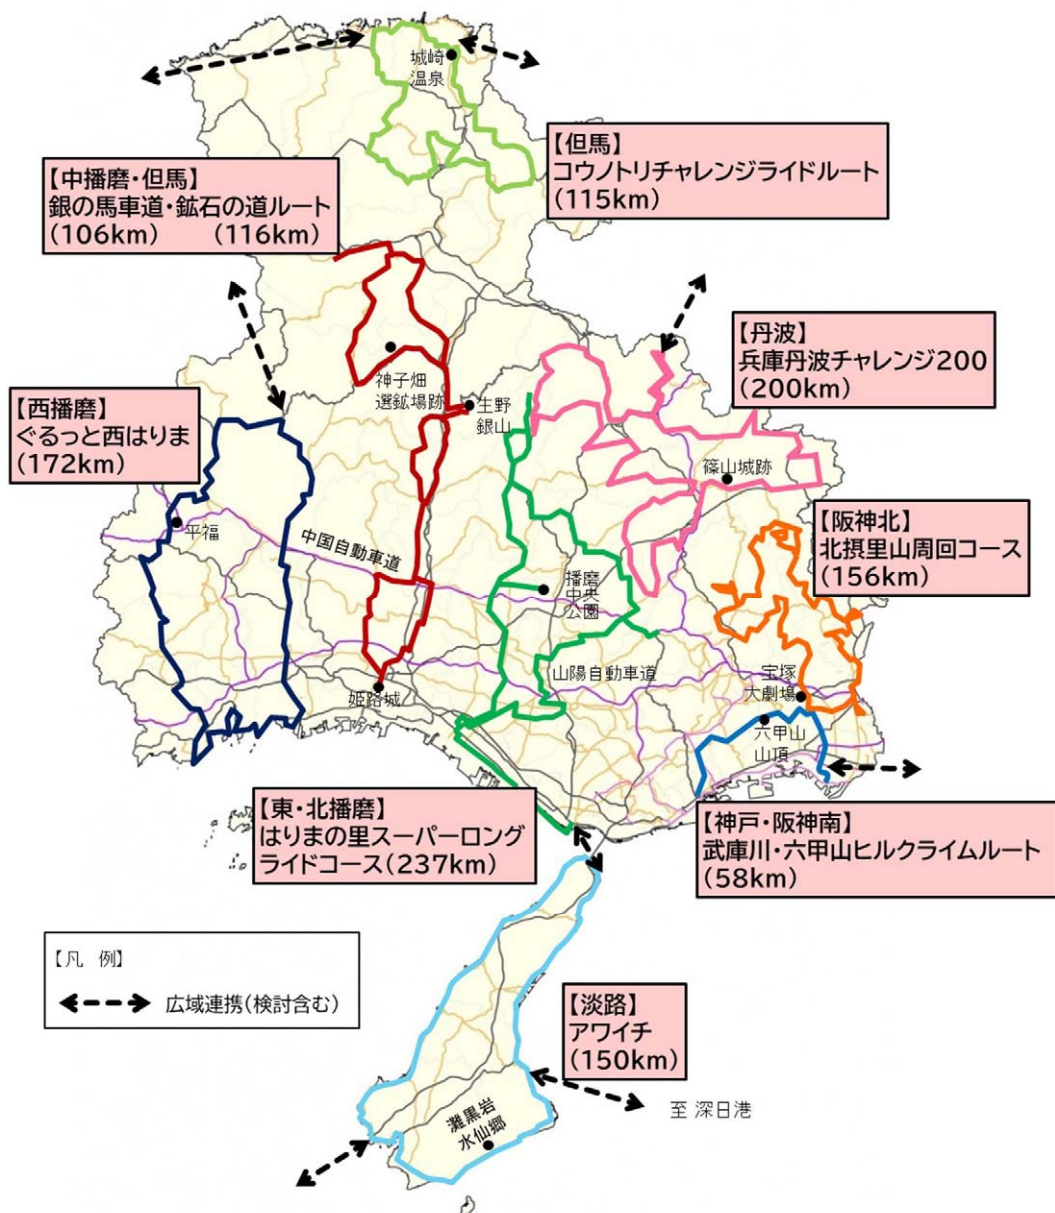 城崎
温泉
【但馬】
コウノトリチャレンジライドルート
(115km)
【中播磨・但馬】
銀の馬車道・鉱石の道ルート
(106km) (116km)
【丹波】
兵庫丹波チャレンジ200
(200km)
神子畑
選鉱場跡
生野
銀山
【西播磨】
ぐるっと西はりま
(172km)
篠山城跡
平福
中国自動車道
【阪神北】
北摂里山周回コース
(156km)
播磨
中央
公園
山陽自動車道
姫路城
宝塚
大劇場
六甲山
山頂
【東・北播磨】
はりまの里スーパーロング
ライドコース(237km)
【神戸・阪神南】
武庫川・六甲山ヒルクライムルート
(58km)
【凡 例】
広域連携(検討含む)
【淡路】
アワイチ
(150km)
至 深日港
灘黒岩
水仙郷